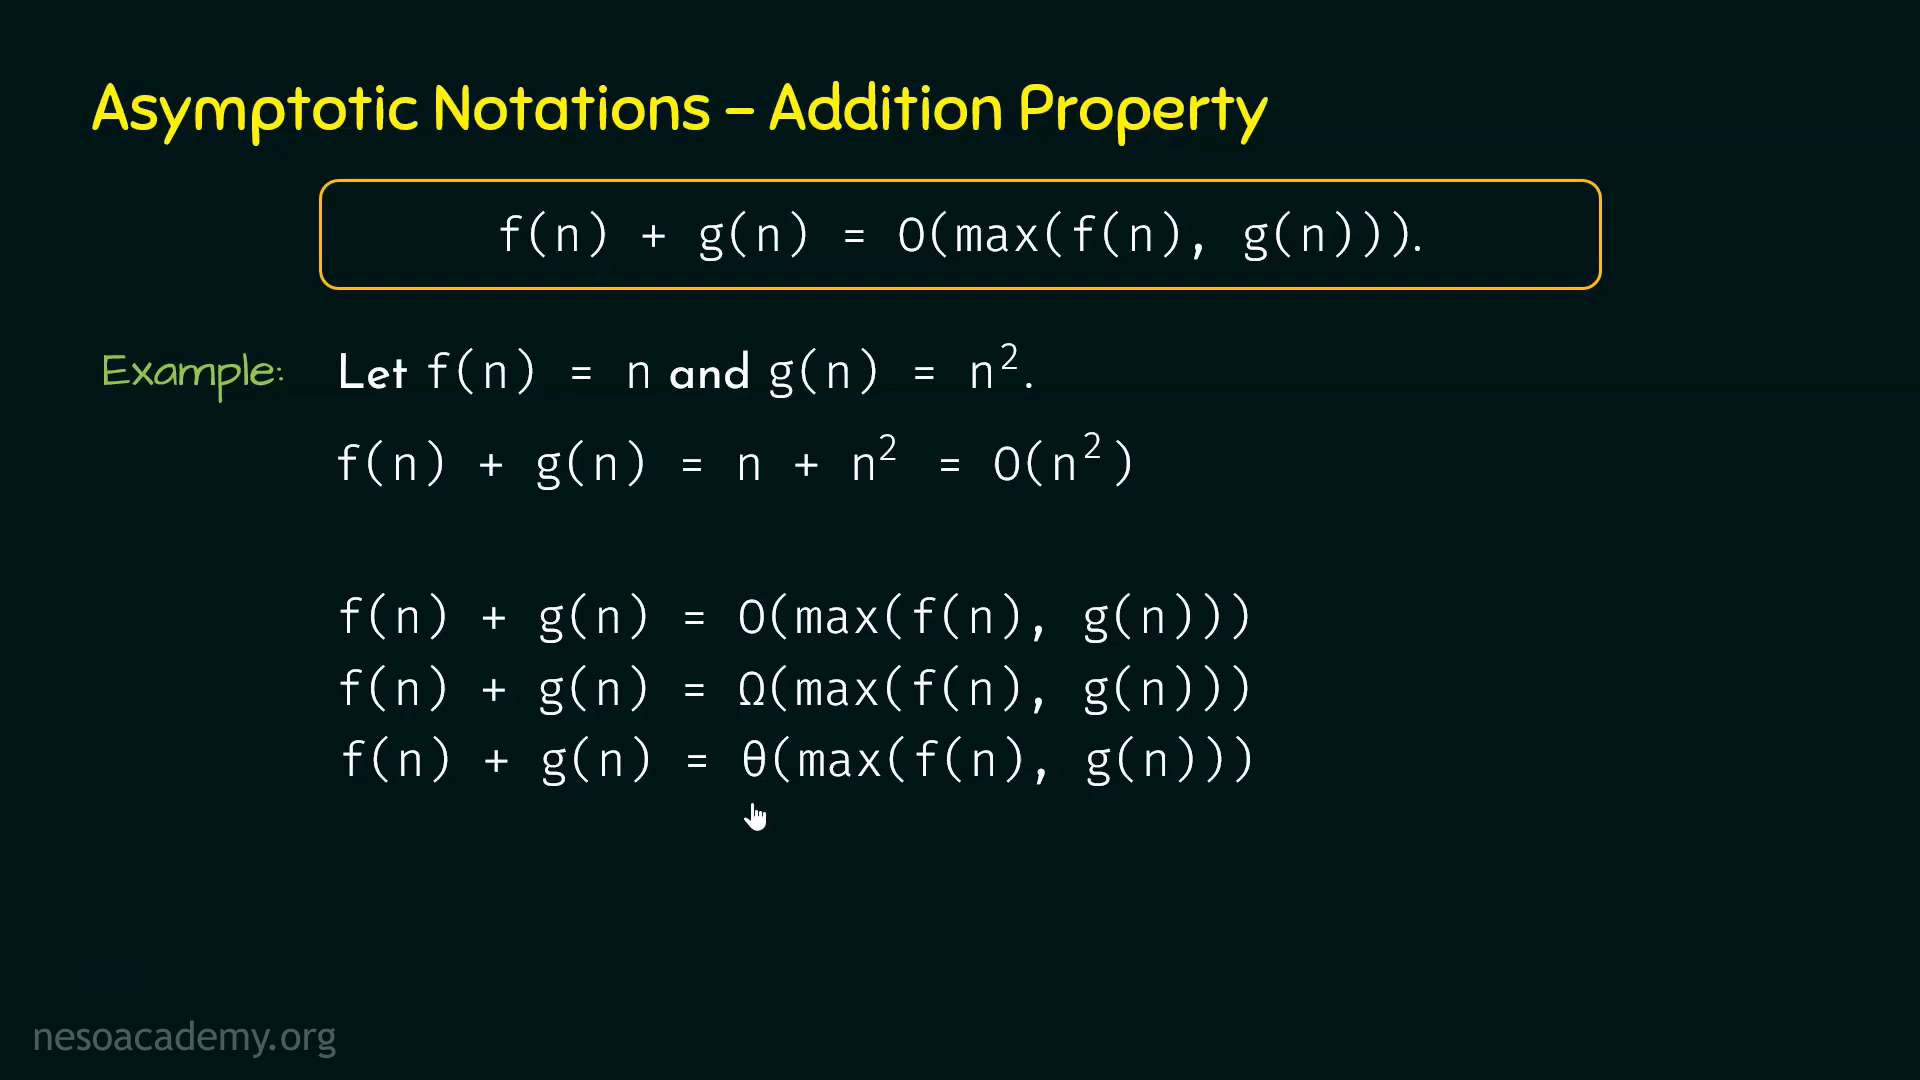 Asymptotic Notations – Addition Property
f(n) + g(n) = O(max(f(n), g(n))).
Example: Let f(n) = n and g(n) = n².
f(n) + g(n) = n + n² = O(n²)
f(n) + g(n) = O(max(f(n), g(n)))
f(n) + g(n) = Ω(max(f(n), g(n)))
f(n) + g(n) = θ(max(f(n), g(n)))
nesoacademy.org